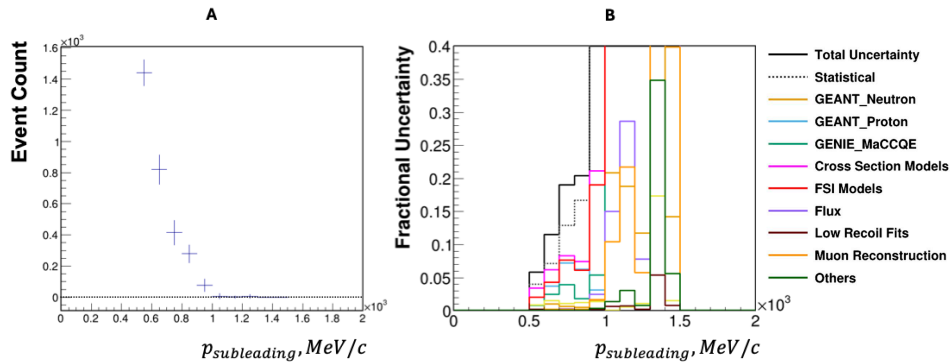 A
B
×10³
1.6
1.4
1.2
1
0.8
0.6
0.4
0.2
0
Event Count
0 0.2 0.4 0.6 0.8 1 1.2 1.4 1.6 1.8 2
×10³
p_subleading, MeV/c
0.4
0.35
0.3
0.25
0.2
0.15
0.1
0.05
0
Fractional Uncertainty
0 0.5 1 1.5 2
×10³
p_subleading, MeV/c
Total Uncertainty
Statistical
GEANT_Neutron
GEANT_Proton
GENIE_MaCCQE
Cross Section Models
FSI Models
Flux
Low Recoil Fits
Muon Reconstruction
Others